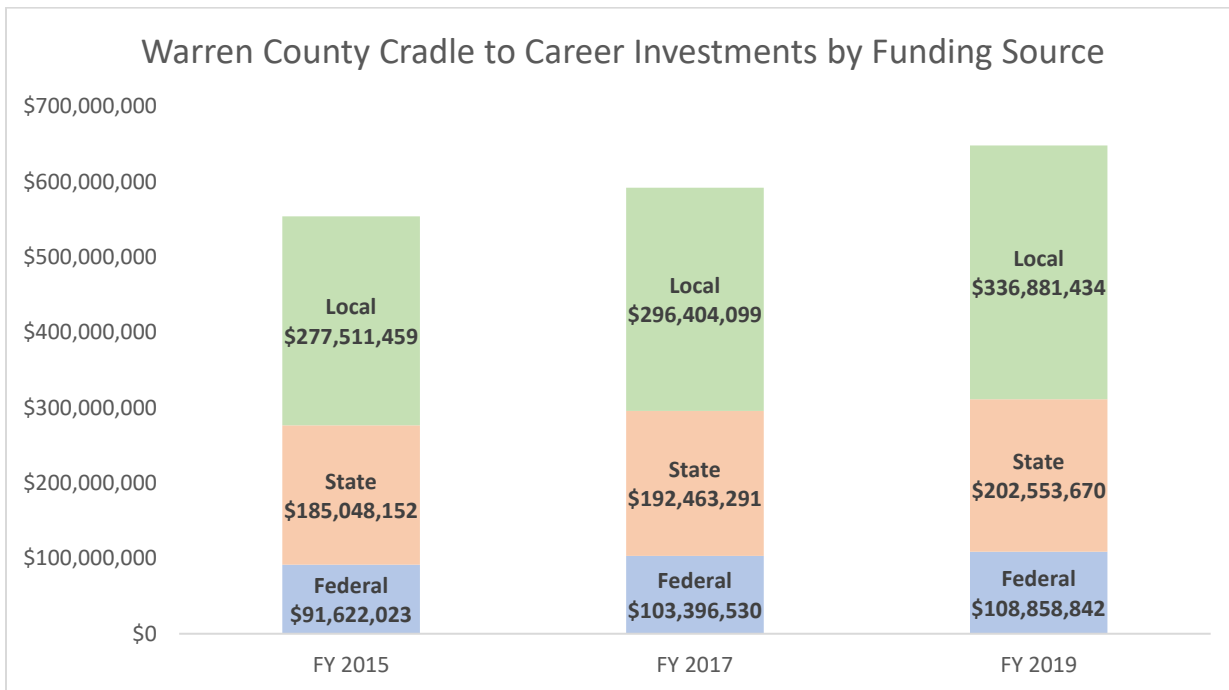 Warren County Cradle to Career Investments by Funding Source
$700,000,000
$600,000,000
$500,000,000
$400,000,000
$300,000,000
$200,000,000
$100,000,000
$0
Local
$277,511,459
State
$185,048,152
Federal
$91,622,023
Local
$296,404,099
State
$192,463,291
Federal
$103,396,530
Local
$336,881,434
State
$202,553,670
Federal
$108,858,842
FY 2015
FY 2017
FY 2019